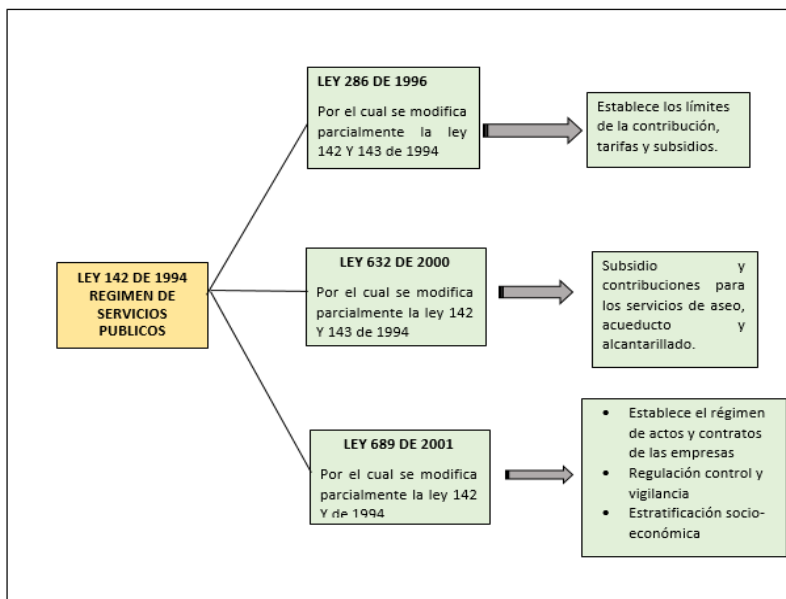 LEY 286 DE 1996
Por el cual se modifica
parcialmente la ley
142 Y 143 de 1994
Establece los límites
de la contribución,
tarifas y subsidios.
LEY 142 DE 1994
REGIMEN DE
SERVICIOS
PUBLICOS
LEY 632 DE 2000
Por el cual se modifica
parcialmente la ley 142
Y 143 de 1994
Subsidio y
contribuciones para
los servicios de aseo,
acueducto y
alcantarillado.
LEY 689 DE 2001
Por el cual se modifica
parcialmente la ley 142
Y de 1994
• Establece el régimen
de actos y contratos
de las empresas
• Regulación control y
vigilancia
• Estratificación socio-
económica